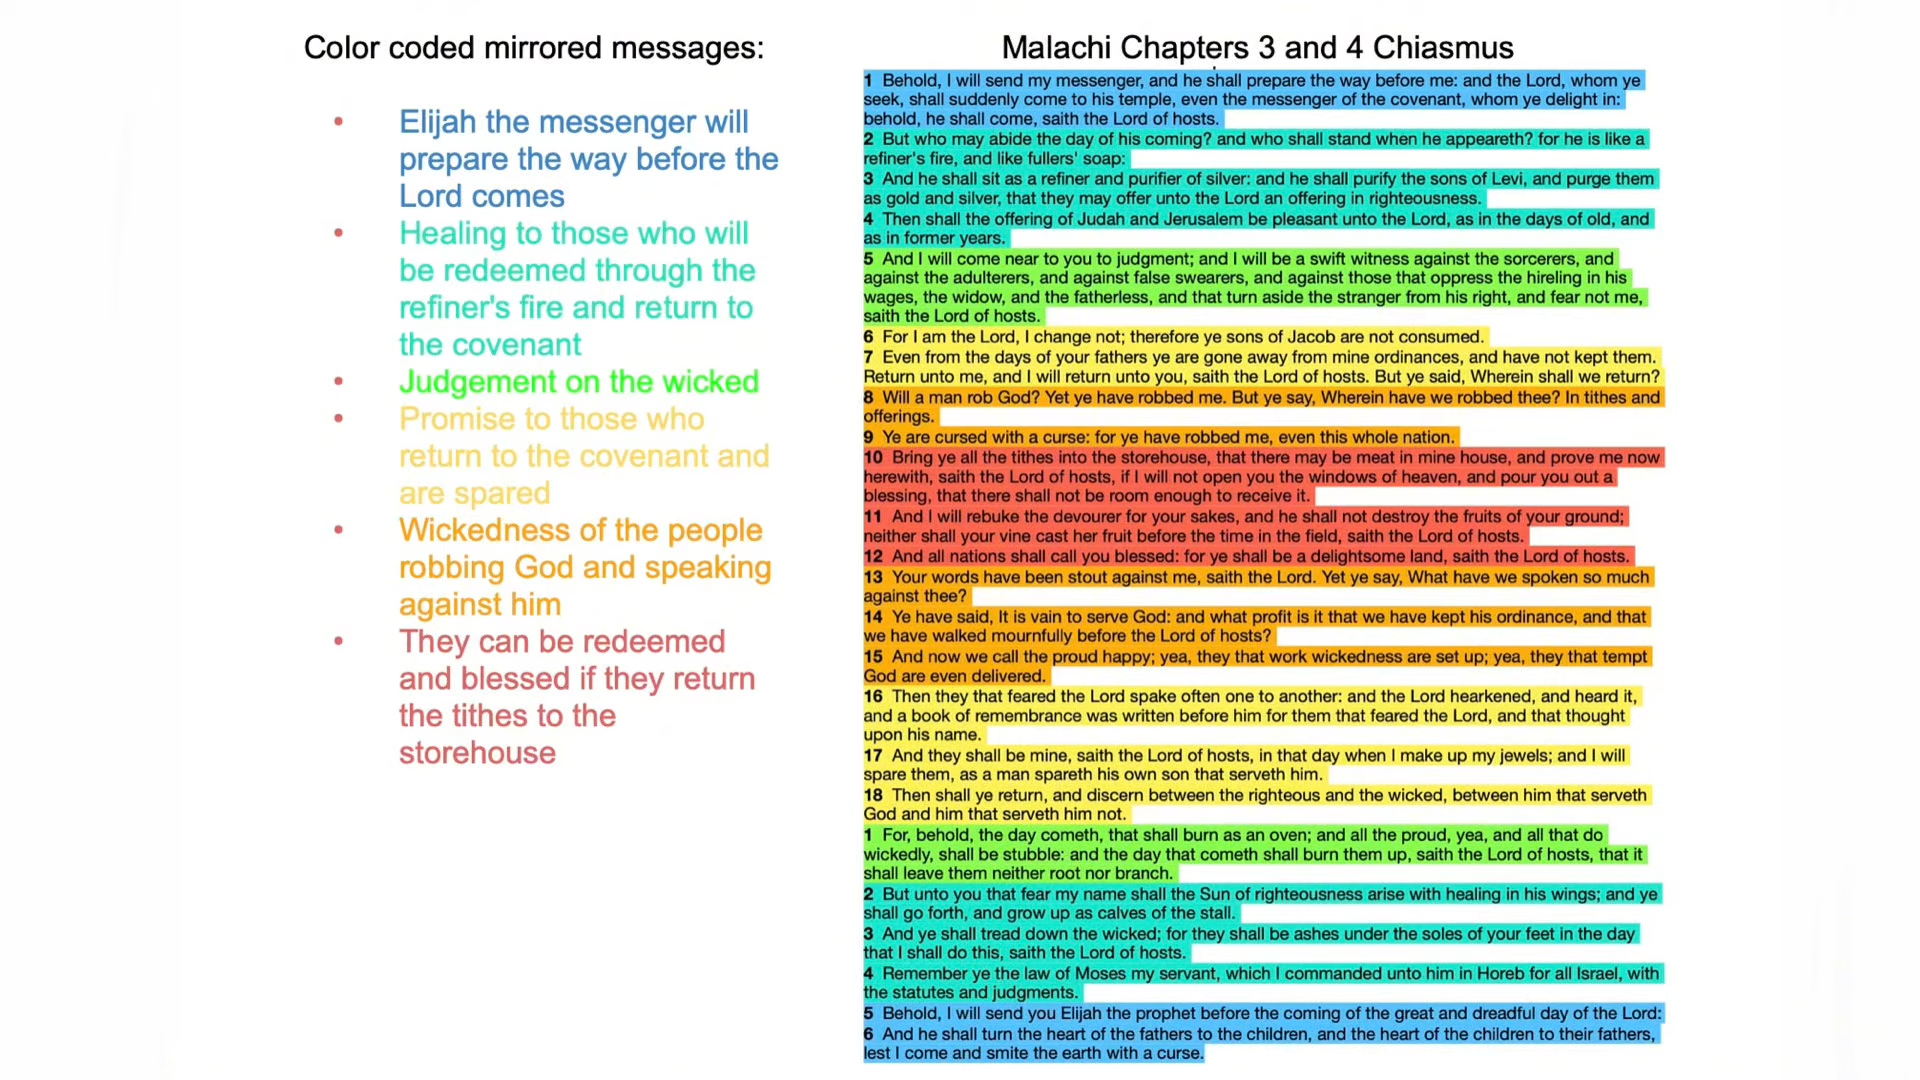 Color coded mirrored messages:
• Elijah the messenger will
prepare the way before the
Lord comes
• Healing to those who will
be redeemed through the
refiner's fire and return to
the covenant
• Judgement on the wicked
• Promise to those who
return to the covenant and
are spared
• Wickedness of the people
robbing God and speaking
against him
• They can be redeemed
and blessed if they return
the tithes to the
storehouse
Malachi Chapters 3 and 4 Chiasmus
1 Behold, I will send my messenger, and he shall prepare the way before me: and the Lord, whom ye
seek, shall suddenly come to his temple, even the messenger of the covenant, whom ye delight in:
behold, he shall come, saith the Lord of hosts.
2 But who may abide the day of his coming? and who shall stand when he appeareth? for he is like a
refiner's fire, and like fullers' soap:
3 And he shall sit as a refiner and purifier of silver: and he shall purify the sons of Levi, and purge them
as gold and silver, that they may offer unto the Lord an offering in righteousness.
4 Then shall the offering of Judah and Jerusalem be pleasant unto the Lord, as in the days of old, and
as in former years.
5 And I will come near to you to judgment; and I will be a swift witness against the sorcerers, and
against the adulterers, and against false swearers, and against those that oppress the hireling in his
wages, the widow, and the fatherless, and that turn aside the stranger from his right, and fear not me,
saith the Lord of hosts.
6 For I am the Lord, I change not; therefore ye sons of Jacob are not consumed.
7 Even from the days of your fathers ye are gone away from mine ordinances, and have not kept them.
Return unto me, and I will return unto you, saith the Lord of hosts. But ye said, Wherein shall we return?
8 Will a man rob God? Yet ye have robbed me. But ye say, Wherein have we robbed thee? In tithes and
offerings.
9 Ye are cursed with a curse: for ye have robbed me, even this whole nation.
10 Bring ye all the tithes into the storehouse, that there may be meat in mine house, and prove me now
herewith, saith the Lord of hosts, if I will not open you the windows of heaven, and pour you out a
blessing, that there shall not be room enough to receive it.
11 And I will rebuke the devourer for your sakes, and he shall not destroy the fruits of your ground;
neither shall your vine cast her fruit before the time in the field, saith the Lord of hosts.
12 And all nations shall call you blessed: for ye shall be a delightsome land, saith the Lord of hosts.
13 Your words have been stout against me, saith the Lord. Yet ye say, What have we spoken so much
against thee?
14 Ye have said, It is vain to serve God: and what profit is it that we have kept his ordinance, and that
we have walked mournfully before the Lord of hosts?
15 And now we call the proud happy; yea, they that work wickedness are set up; yea, they that tempt
God are even delivered.
16 Then they that feared the Lord spake often one to another: and the Lord hearkened, and heard it,
and a book of remembrance was written before him for them that feared the Lord, and that thought
upon his name.
17 And they shall be mine, saith the Lord of hosts, in that day when I make up my jewels; and I will
spare them, as a man spareth his own son that serveth him.
18 Then shall ye return, and discern between the righteous and the wicked, between him that serveth
God and him that serveth him not.
1 For, behold, the day cometh, that shall burn as an oven; and all the proud, yea, and all that do
wickedly, shall be stubble: and the day that cometh shall burn them up, saith the Lord of hosts, that it
shall leave them neither root nor branch.
2 But unto you that fear my name shall the Sun of righteousness arise with healing in his wings; and ye
shall go forth, and grow up as calves of the stall.
3 And ye shall tread down the wicked; for they shall be ashes under the soles of your feet in the day
that I shall do this, saith the Lord of hosts.
4 Remember ye the law of Moses my servant, which I commanded unto him in Horeb for all Israel, with
the statutes and judgments.
5 Behold, I will send you Elijah the prophet before the coming of the great and dreadful day of the Lord:
6 And he shall turn the heart of the fathers to the children, and the heart of the children to their fathers,
lest I come and smite the earth with a curse.